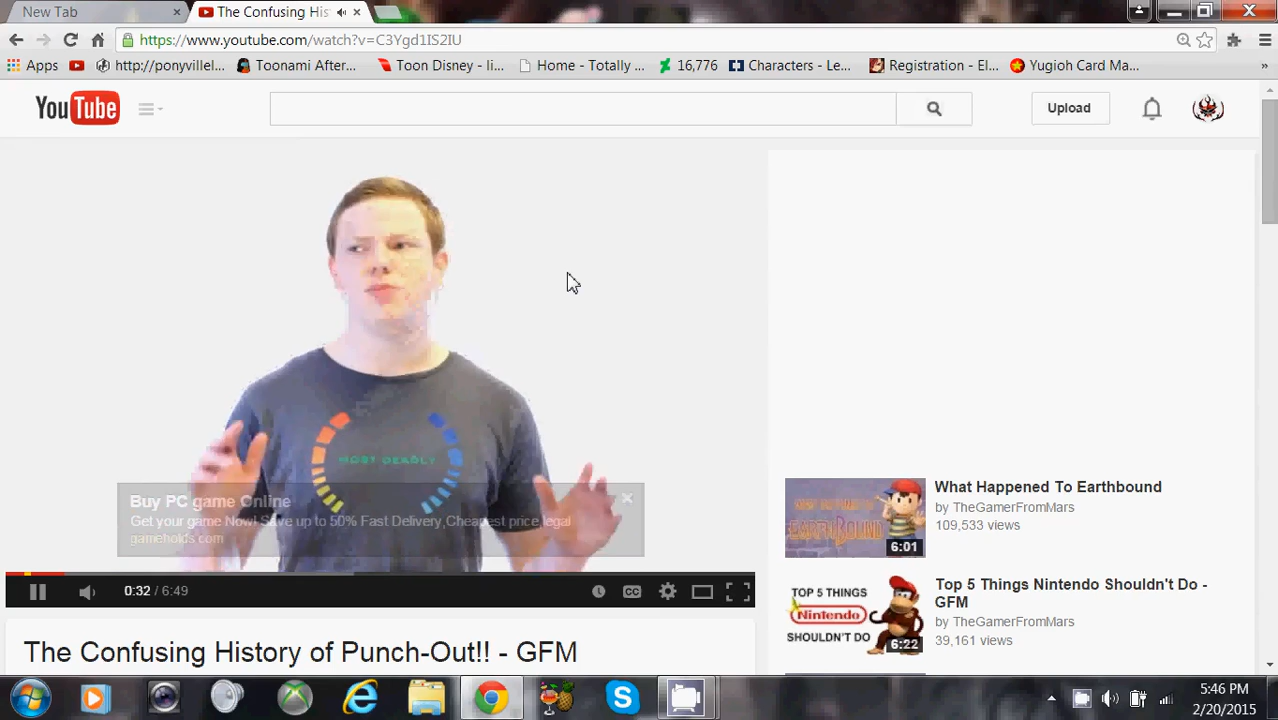 New Tab
The Confusing His
https://www.youtube.com/watch?v=C3Ygd1IS2IU
Apps
http://ponyvillel...
Toonami After...
Toon Disney - li...
Home - Totally ...
16,776
Characters - Le...
Registration - El...
Yugioh Card Ma...
»
YouTube
Upload
MOST DEADLY
Buy PC game Online
Get your game Now! Save up to 50% Fast Delivery,Cheapest price,legal
gameholds.com
0:32 / 6:49
CC
The Confusing History of Punch-Out!! - GFM
EARTHBOUND
6:01
What Happened To Earthbound
by TheGamerFromMars
109,533 views
TOP 5 THINGS
Nintendo
SHOULDN'T DO
6:22
Top 5 Things Nintendo Shouldn't Do -
GFM
by TheGamerFromMars
39,161 views
5:46 PM
2/20/2015